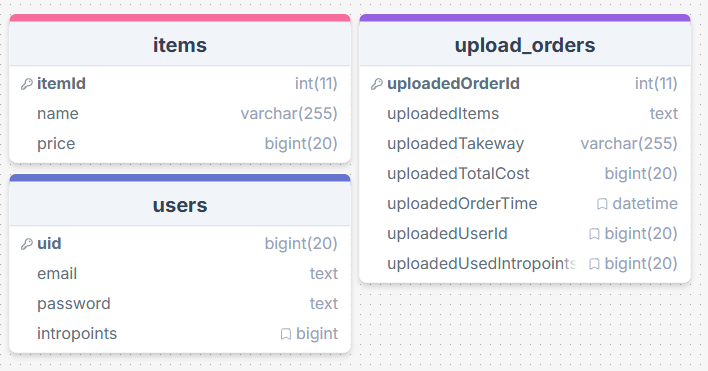 items
itemId int(11)
name varchar(255)
price bigint(20)
users
uid bigint(20)
email text
password text
intropoints bigint
upload_orders
uploadedOrderId int(11)
uploadedItems text
uploadedTakeway varchar(255)
uploadedTotalCost bigint(20)
uploadedOrderTime datetime
uploadedUserId bigint(20)
uploadedUsedIntropoints bigint(20)